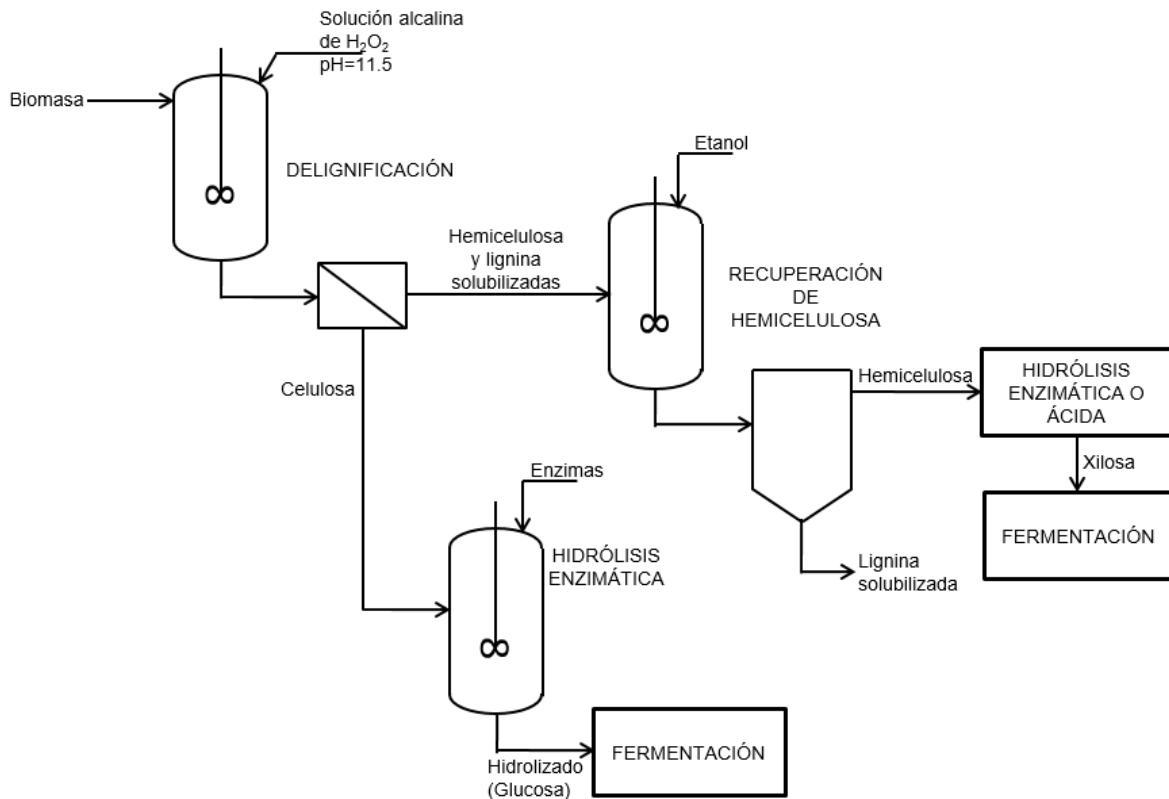 Solución alcalina
de H₂O₂
pH=11.5
Biomasa
DELIGNIFICACIÓN
Etanol
Hemicelulosa
y lignina
solubilizadas
RECUPERACIÓN
DE
HEMICELULOSA
Celulosa
Hemicelulosa
HIDRÓLISIS
ENZIMÁTICA O
ÁCIDA
Xilosa
FERMENTACIÓN
Enzimas
HIDRÓLISIS
ENZIMÁTICA
Lignina
solubilizada
Hidrolizado
(Glucosa)
FERMENTACIÓN